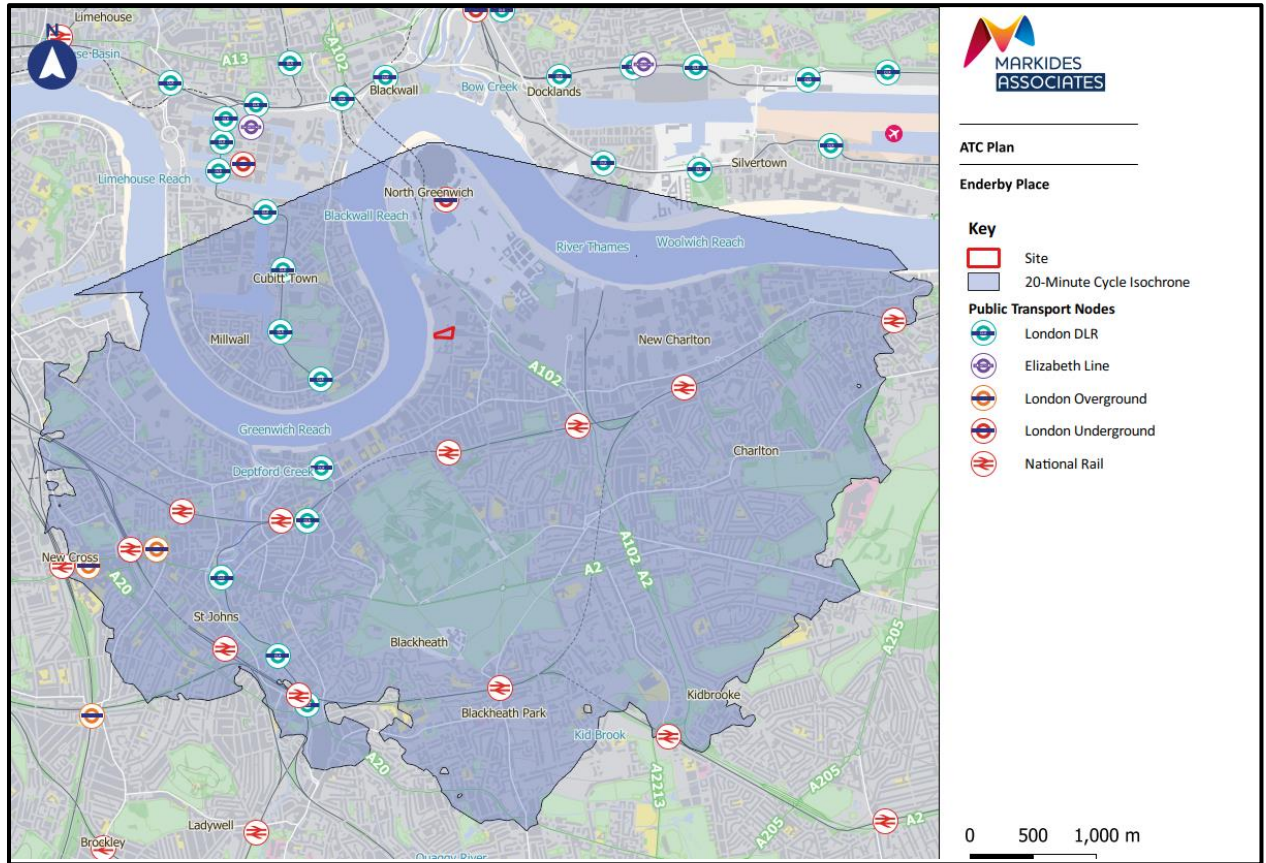 Limehouse
N
use Basin
A13
A102
Blackwall
Bow Creek
Docklands
Silvertown
Limehouse Reach
North Greenwich
Blackwall Reach
River Thames
Woolwich Reach
Cubitt Town
Millwall
New Charlton
A102
Greenwich Reach
Deptford Creek
Charlton
New Cross
A20
A102
A2
A2
St Johns
A205
Blackheath
Blackheath Park
Kidbrooke
Kid Brook
A20
A2213
A205
A205
A2
Ladywell
Brockley
Quaggy River
MARKIDES
ASSOCIATES
ATC Plan
Enderby Place
Key
Site
20-Minute Cycle Isochrone
Public Transport Nodes
London DLR
Elizabeth Line
London Overground
London Underground
National Rail
0 500 1,000 m